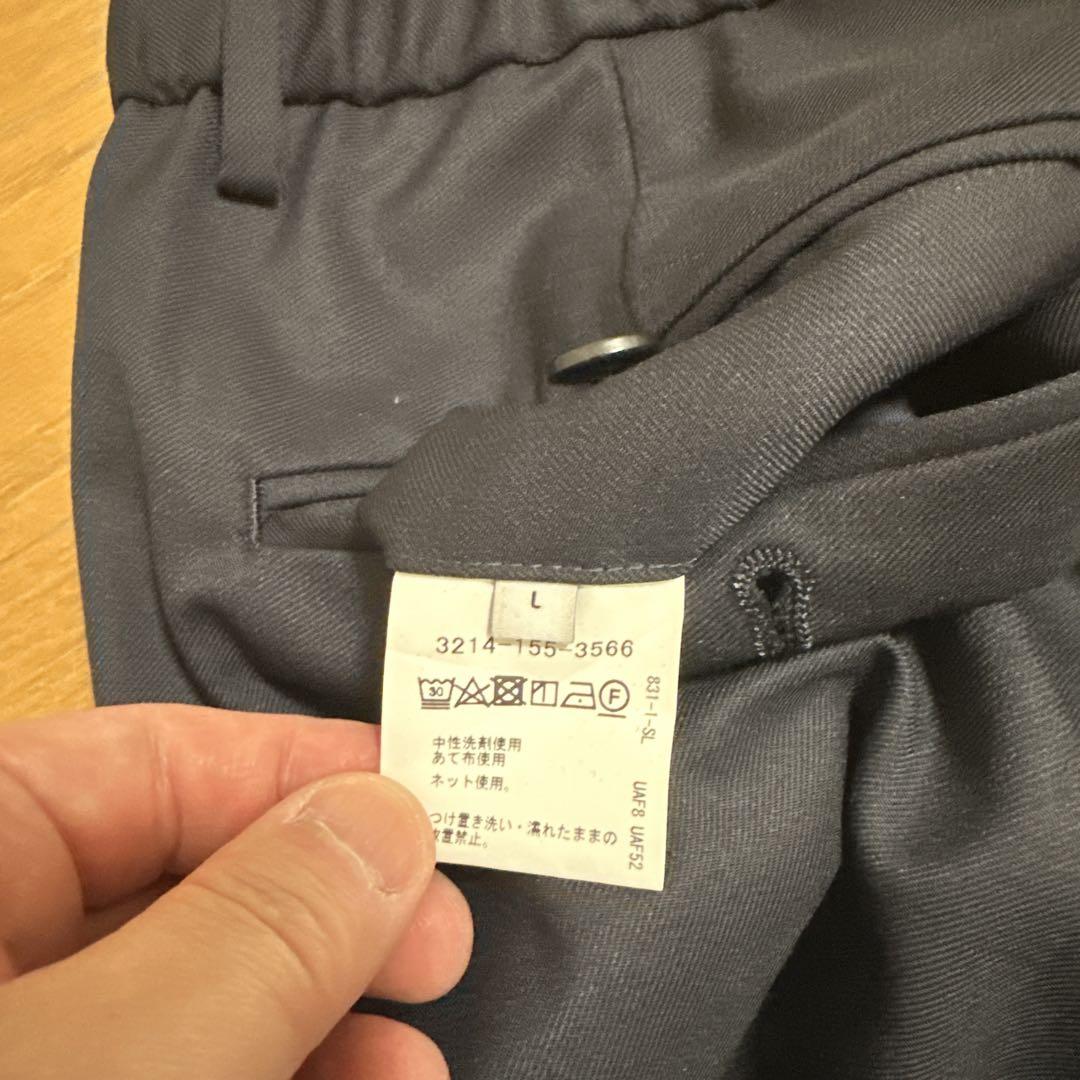 L
3214-155-3566
30
F
中性洗剤使用
あて布使用
ネット使用。
つけ置き洗い・濡れたままの
放置禁止。
831-1-SL
UAF8 UAF52